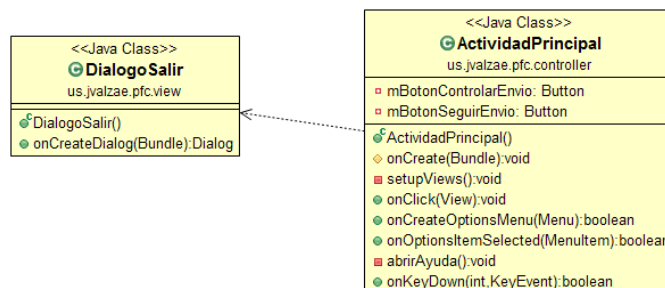 <<Java Class>>
DialogoSalir
us.jvalzae.pfc.view
DialogoSalir()
onCreateDialog(Bundle):Dialog
<<Java Class>>
ActividadPrincipal
us.jvalzae.pfc.controller
mBotonControlarEnvio: Button
mBotonSeguirEnvio: Button
ActividadPrincipal()
onCreate(Bundle):void
setupViews():void
onClick(View):void
onCreateOptionsMenu(Menu):boolean
onOptionsItemSelected(MenuItem):boolean
abrirAyuda():void
onKeyDown(int,KeyEvent):boolean